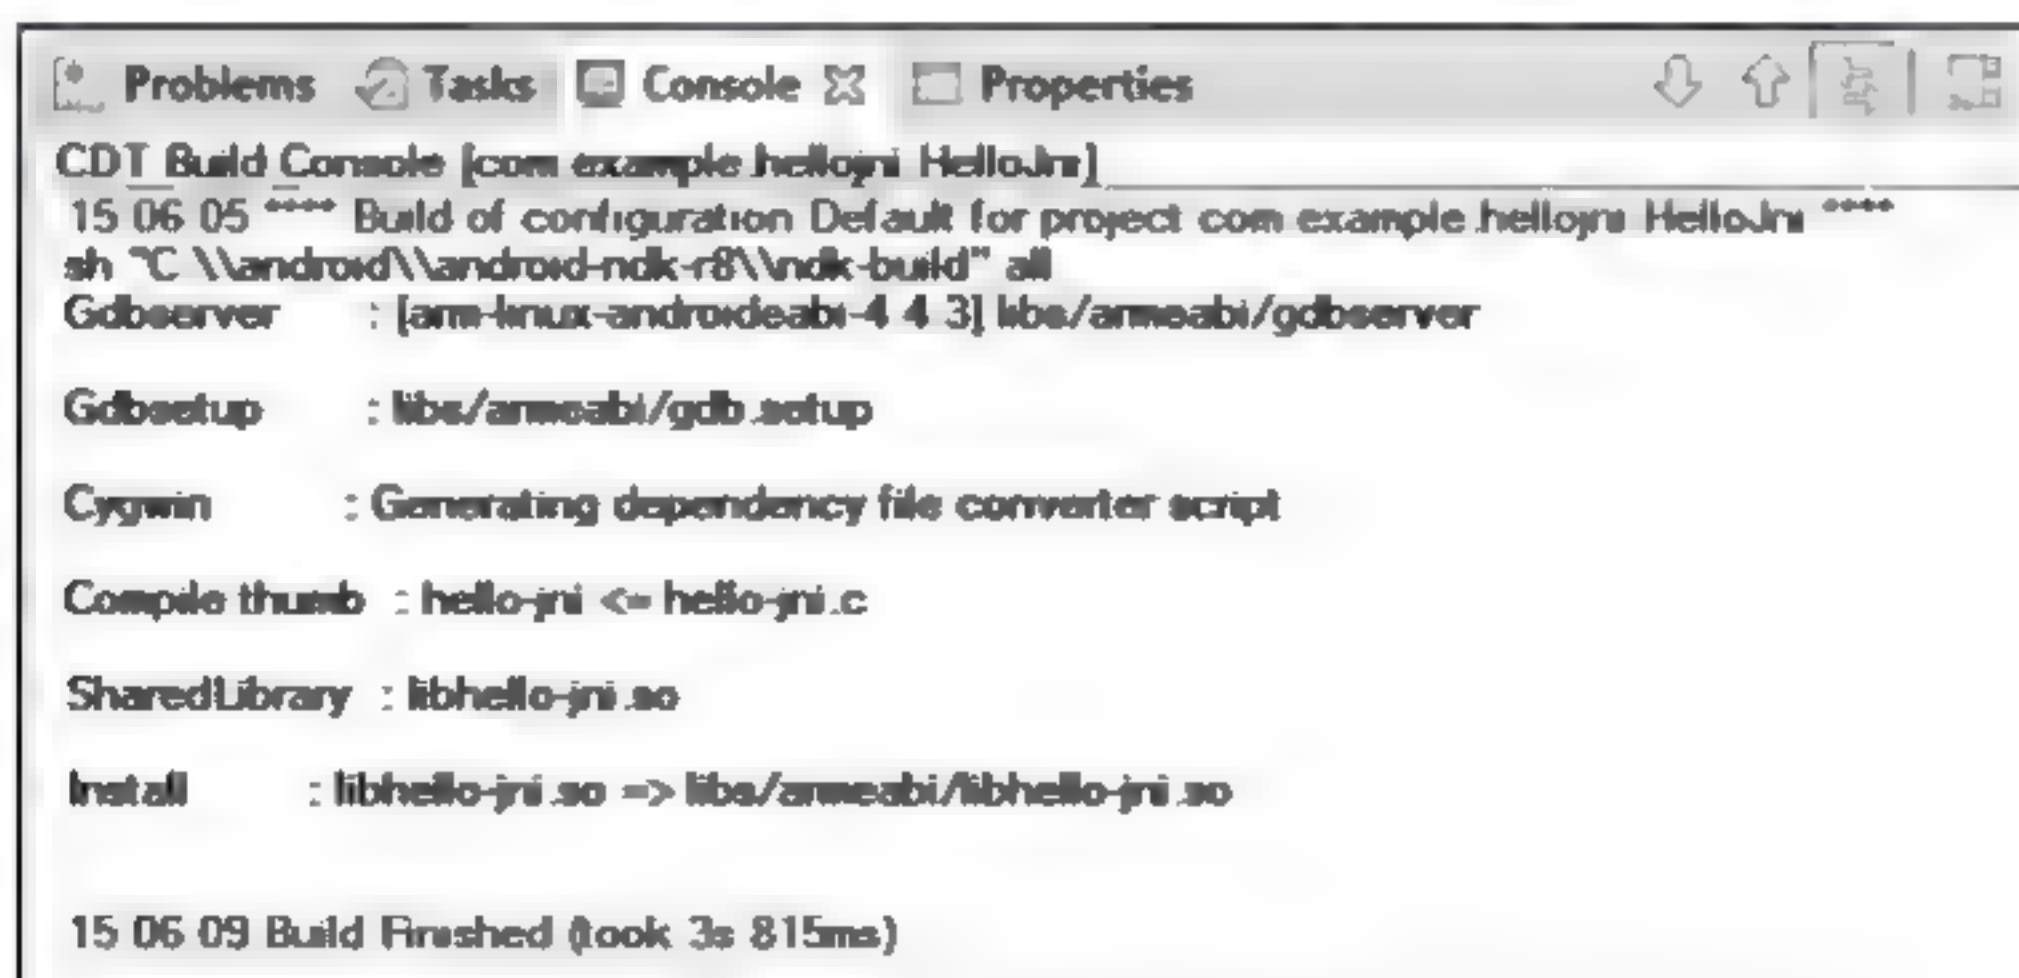 Problems Tasks Console Properties
CDT Build Console [com.example.hellojni.HelloJni]
15:06:05 **** Build of configuration Default for project com.example.hellojni.HelloJni ****
sh "C:\\android\\android-ndk-r8\\ndk-build" all
Gdbserver : [arm-linux-androideabi-4.4.3] libs/armeabi/gdbserver
Gdbsetup : libs/armeabi/gdb.setup
Cygwin : Generating dependency file converter script
Compile thumb : hello-jni <= hello-jni.c
SharedLibrary : libhello-jni.so
Install : libhello-jni.so => libs/armeabi/libhello-jni.so
15:06:09 Build Finished (took 3s.815ms)